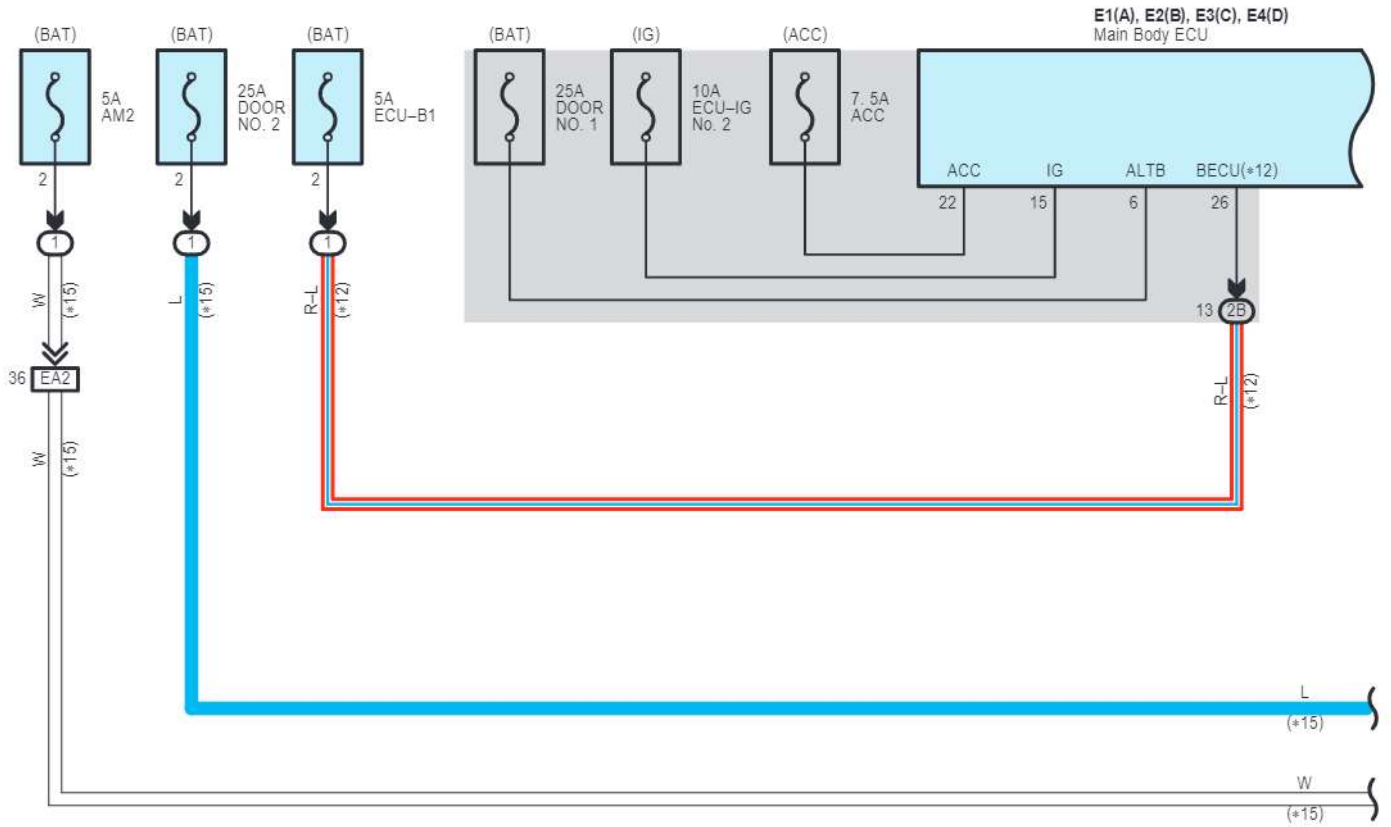 E1(A), E2(B), E3(C), E4(D)
Main Body ECU
(BAT)
(BAT)
(BAT)
(BAT)
(IG)
(ACC)
5A
AM2
25A
DOOR
NO. 2
5A
ECU–B1
25A
DOOR
NO. 1
10A
ECU–IG
No. 2
7. 5A
ACC
ACC
IG
ALTB
BECU(*12)
2
2
2
22
15
6
26
1
1
1
W
(*15)
L
(*15)
R–L
(*12)
13
2B
36
EA2
R–L
(*12)
W
(*15)
L
(*15)
W
(*15)